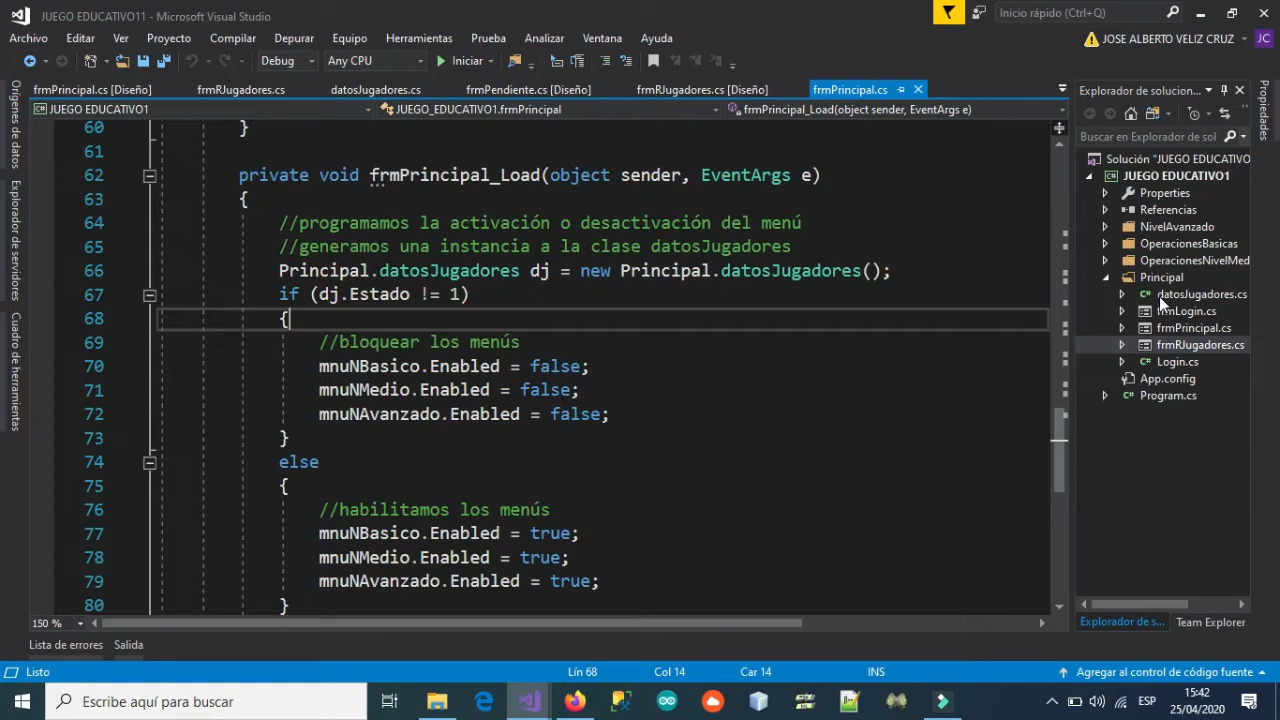 JUEGO EDUCATIVO11 - Microsoft Visual Studio
Inicio rápido (Ctrl+Q)
Archivo Editar Ver Proyecto Compilar Depurar Equipo Herramientas Prueba Analizar Ventana Ayuda
JOSE ALBERTO VELIZ CRUZ
JC
Debug Any CPU Iniciar
frmPrincipal.cs [Diseño] frmRJugadores.cs datosJugadores.cs frmPendiente.cs [Diseño] frmRJugadores.cs [Diseño] frmPrincipal.cs
JUEGO EDUCATIVO1 JUEGO_EDUCATIVO1.frmPrincipal frmPrincipal_Load(object sender, EventArgs e)
60 }
61
62 private void frmPrincipal_Load(object sender, EventArgs e)
63 {
64 //programamos la activación o desactivación del menú
65 //generamos una instancia a la clase datosJugadores
66 Principal.datosJugadores dj = new Principal.datosJugadores();
67 if (dj.Estado != 1)
68 {
69 //bloquear los menús
70 mnuNBasico.Enabled = false;
71 mnuNMedio.Enabled = false;
72 mnuNAvanzado.Enabled = false;
73 }
74 else
75 {
76 //habilitamos los menús
77 mnuNBasico.Enabled = true;
78 mnuNMedio.Enabled = true;
79 mnuNAvanzado.Enabled = true;
80 }
150 %
Orígenes de datos
Explorador de servidores
Cuadro de herramientas
Explorador de solucion...
Buscar en Explorador de sol
Solución "JUEGO EDUCATIVO
JUEGO EDUCATIVO1
Properties
Referencias
NivelAvanzado
OperacionesBasicas
OperacionesNivelMed
Principal
datosJugadores.cs
frmLogin.cs
frmPrincipal.cs
frmRJugadores.cs
Login.cs
App.config
Program.cs
Explorador de s... Team Explorer
Propiedades
Lista de errores Salida
Listo Lín 68 Col 14 Car 14 INS Agregar al control de código fuente
Escribe aquí para buscar
ESP
15:42
25/04/2020